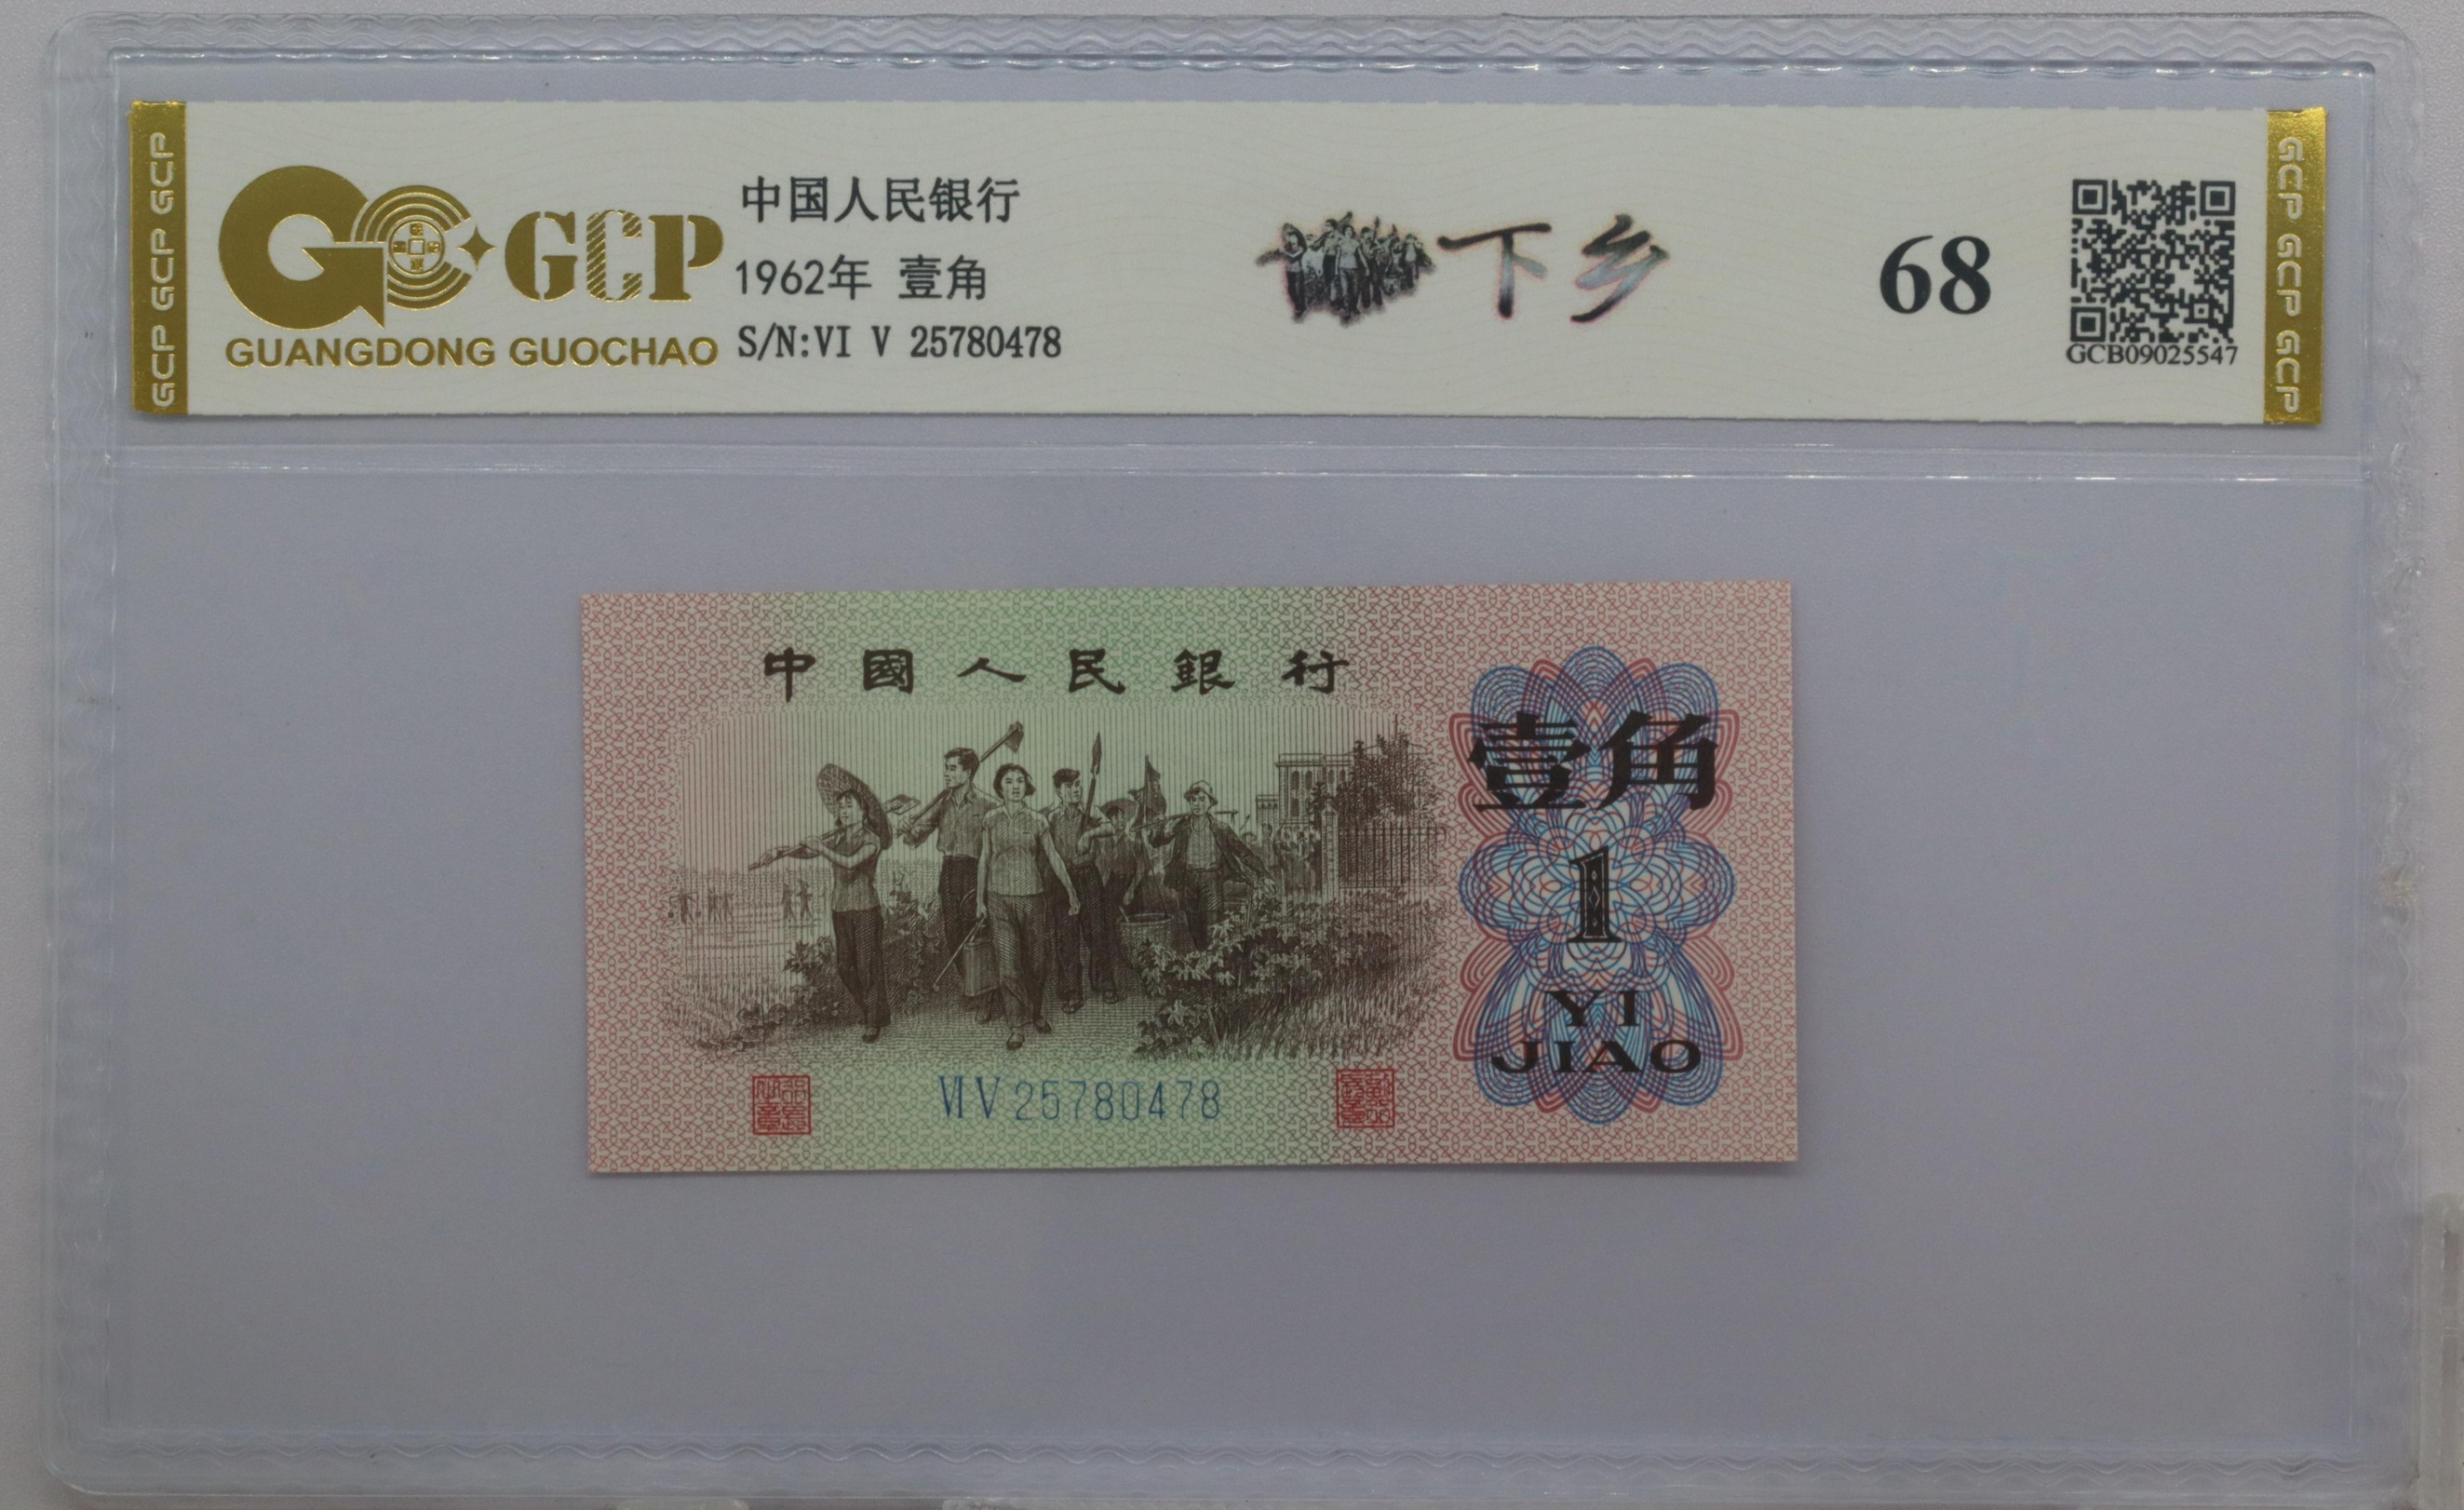 GCP GCP GCP
GCP
GUANGDONG GUOCHAO
中国人民银行
1962年 壹角
S/N:VI V 25780478
下乡
68
GCB09025547
GCP GCP GCP
中國人民銀行
壹角
1
YI
JIAO
VI V 25780478